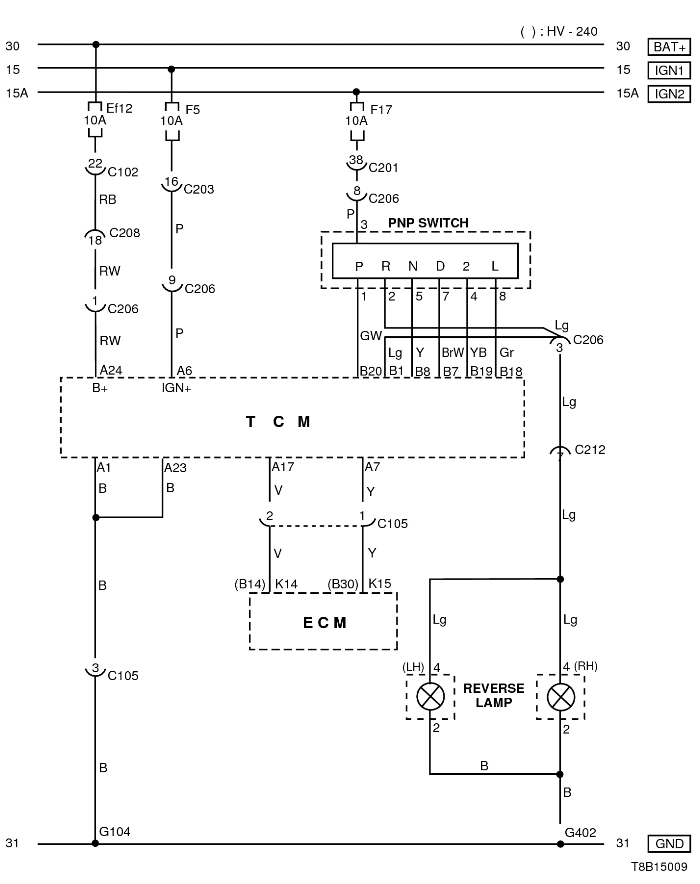 ( ) : HV - 240
30 30 BAT+
15 15 IGN1
15A 15A IGN2
Ef12 F5 F17
10A 10A 10A
22 C102 38 C201
16 C203
RB 8 C206
P 3 PNP SWITCH
18 C208 P
P R N D 2 L
RW 9 C206
1 2 5 7 4 8
1 C206
Lg
RW P GW 3 C206
Lg Y BrW YB Gr
A24 A6 B20 B1 B8 B7 B19 B18
B+ IGN+
Lg
T C M
7 C212
A1 A23 A17 A7
B B V Y
2 1 C105 Lg
V Y
B (B14) K14 (B30) K15
E C M
Lg Lg
3 C105 (LH) 4 4 (RH)
REVERSE
LAMP
2 2
B B
B
G104 G402
31 31 GND
T8B15009